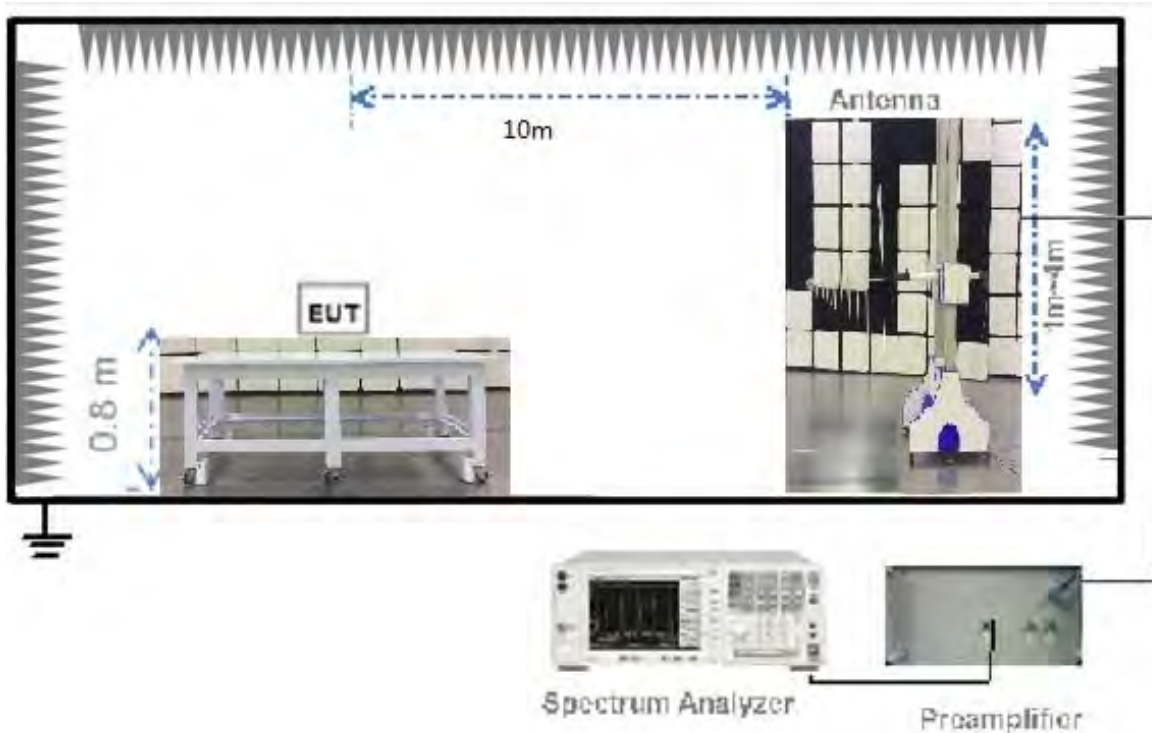 Antenna
10m
1m~4m
EUT
0.8 m
Spectrum Analyzer
Preamplifier